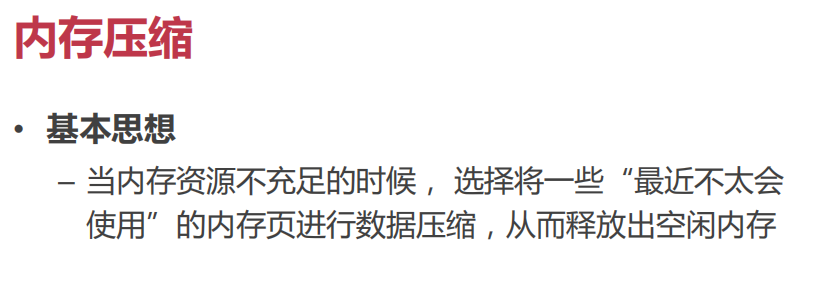 内存压缩
• 基本思想
– 当内存资源不充足的时候，选择将一些“最近不太会
使用”的内存页进行数据压缩，从而释放出空闲内存